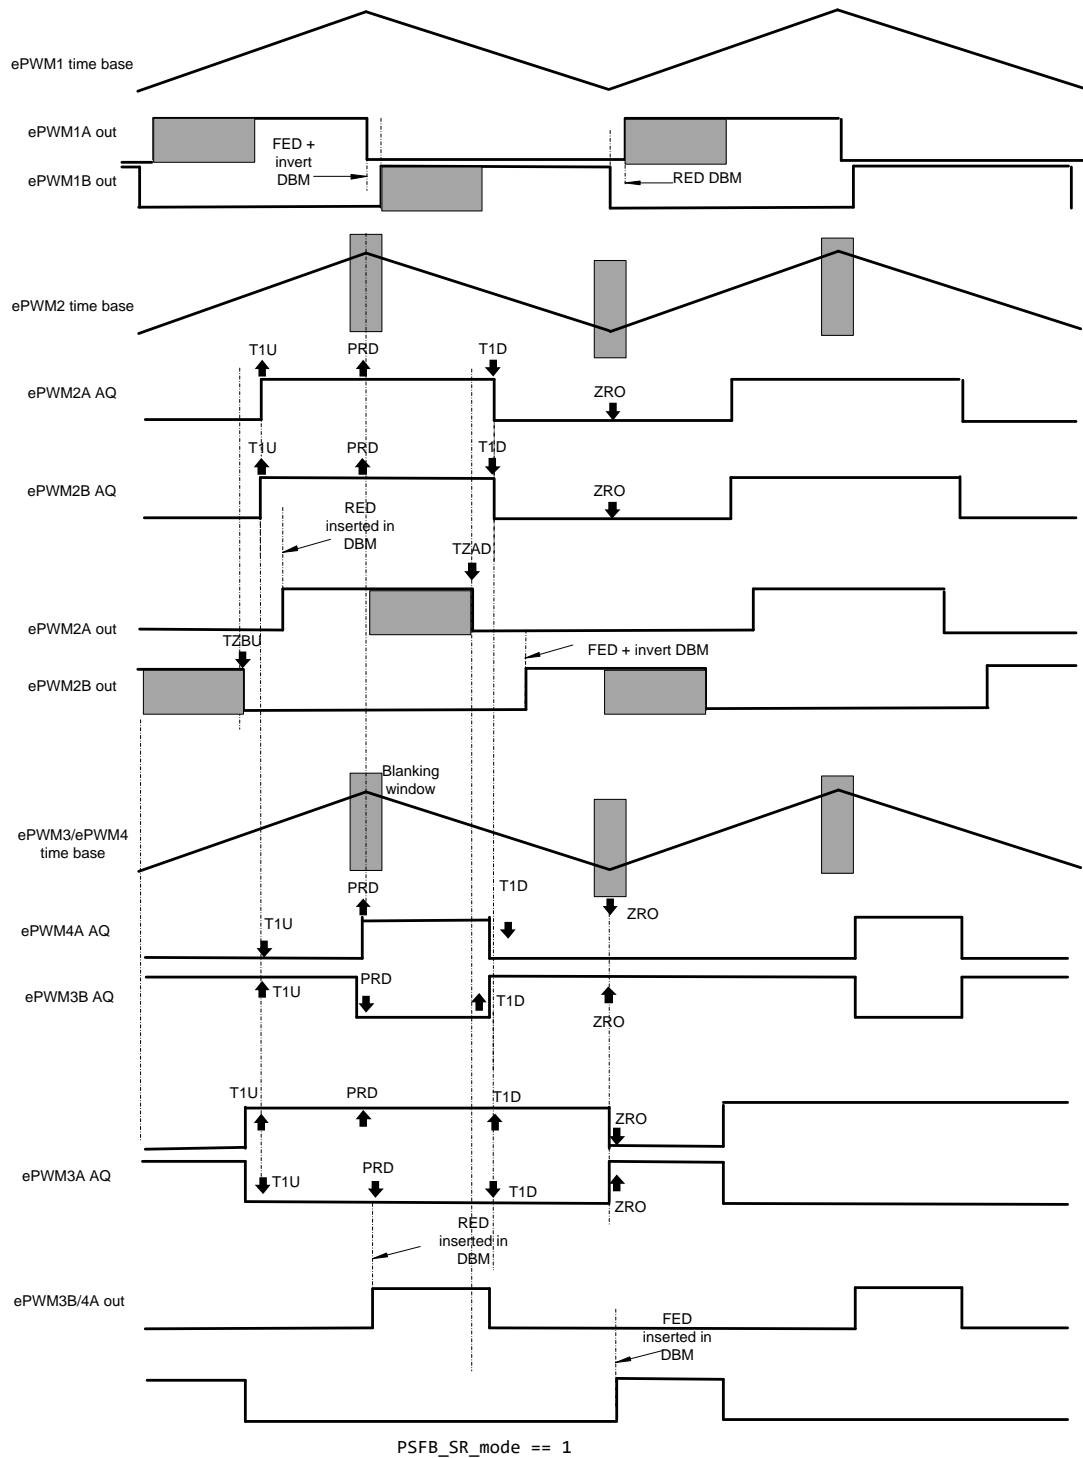 ePWM1 time base
ePWM1A out
FED +
invert
DBM
RED DBM
ePWM1B out
ePWM2 time base
T1U
PRD
T1D
ePWM2A AQ
ZRO
T1U
PRD
T1D
ePWM2B AQ
ZRO
RED
inserted in
DBM
TZAD
ePWM2A out
TZBU
FED + invert DBM
ePWM2B out
Blanking
window
ePWM3/ePWM4
time base
PRD
T1D
ZRO
T1U
ePWM4A AQ
PRD
T1U
T1D
ePWM3B AQ
ZRO
T1U
PRD
T1D
ZRO
ePWM3A AQ
PRD
T1U
T1D
ZRO
RED
inserted in
DBM
ePWM3B/4A out
FED
inserted in
DBM
PSFB_SR_mode == 1